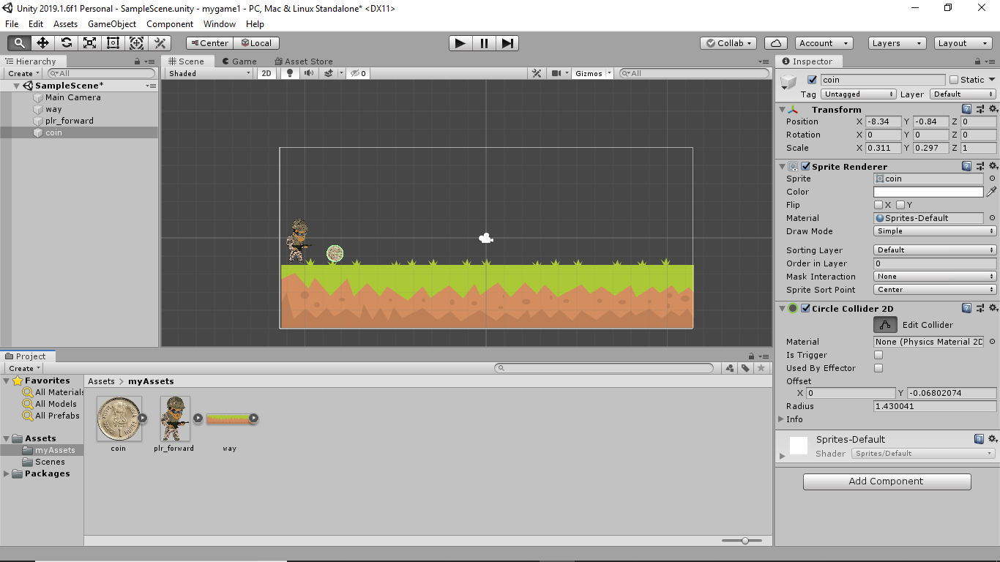 Unity 2019.1.6f1 Personal - SampleScene.unity - mygame1 - PC, Mac & Linux Standalone* <DX11>
File Edit Assets GameObject Component Window Help
Center Local Collab Account Layers Layout
Hierarchy
Create All
SampleScene*
Main Camera
way
plr_forward
coin
Scene Game Asset Store
Shaded 2D 0 Gizmos All
Inspector
coin Static
Tag Untagged Layer Default
Transform
Position X -8.34 Y -0.84 Z 0
Rotation X 0 Y 0 Z 0
Scale X 0.311 Y 0.297 Z 1
Sprite Renderer
Sprite coin
Color
Flip X Y
Material Sprites-Default
Draw Mode Simple
Sorting Layer Default
Order in Layer 0
Mask Interaction None
Sprite Sort Point Center
Circle Collider 2D
Edit Collider
Material None (Physics Material 2D
Is Trigger
Used By Effector
Offset
X 0 Y -0.06802074
Radius 1.430041
Info
Sprites-Default
Shader Sprites/Default
Add Component
Project
Create
Favorites
All Materials
All Models
All Prefabs
Assets
myAssets
Scenes
Packages
Assets > myAssets
coin plr_forward way